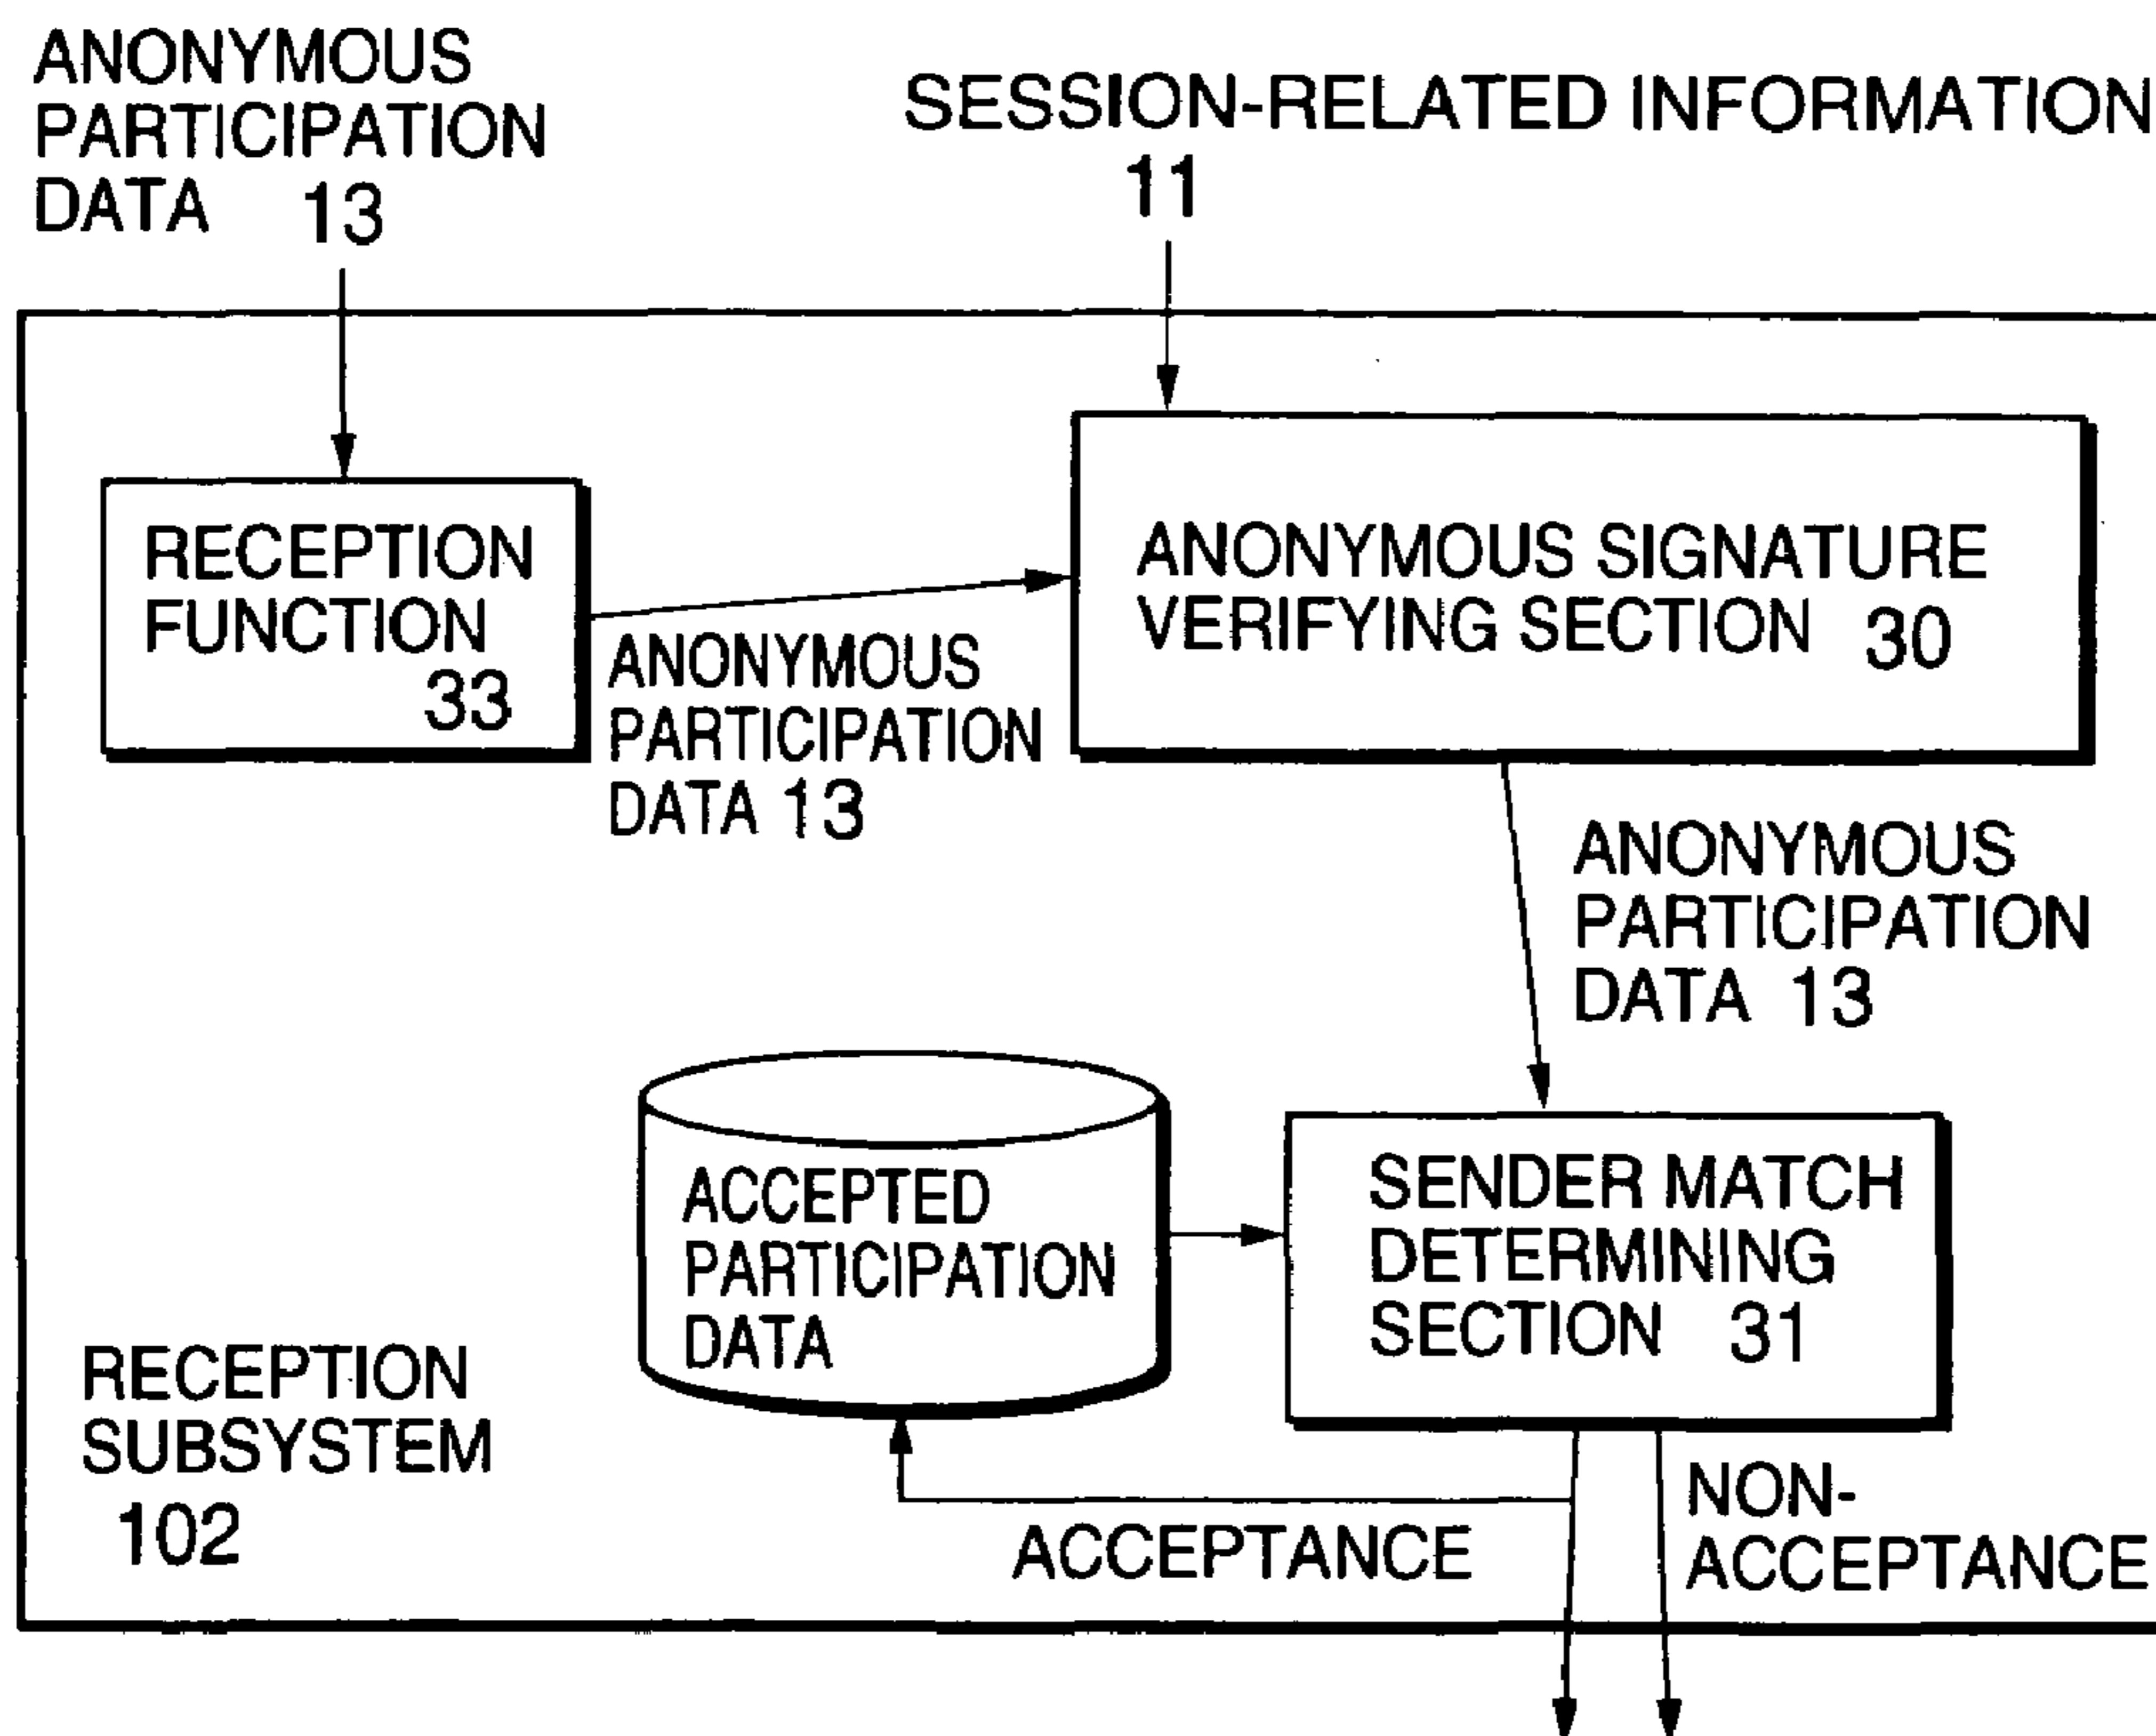 ANONYMOUS
PARTICIPATION
DATA 13
SESSION-RELATED INFORMATION
11
RECEPTION
FUNCTION
33
ANONYMOUS
PARTICIPATION
DATA 13
ANONYMOUS SIGNATURE
VERIFYING SECTION 30
ANONYMOUS
PARTICIPATION
DATA 13
ACCEPTED
PARTICIPATION
DATA
SENDER MATCH
DETERMINING
SECTION 31
RECEPTION
SUBSYSTEM
102
ACCEPTANCE
NON-
ACCEPTANCE